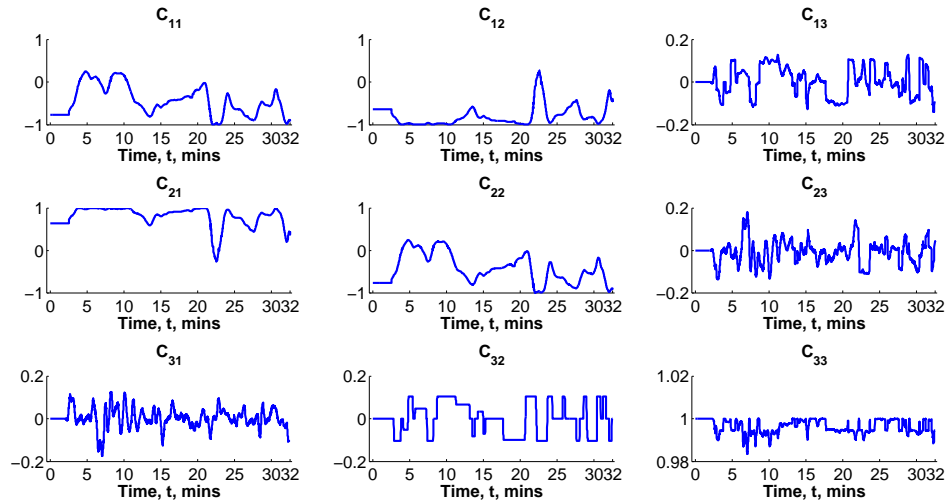 C11 C12 C13
1 1 0.2
0 0 0
−1 −1 −0.2
0 5 10 15 20 25 3032 0 5 10 15 20 25 3032 0 5 10 15 20 25 3032
Time, t, mins Time, t, mins Time, t, mins
C21 C22 C23
1 1 0.2
0 0 0
−1 −1 −0.2
0 5 10 15 20 25 3032 0 5 10 15 20 25 3032 0 5 10 15 20 25 3032
Time, t, mins Time, t, mins Time, t, mins
C31 C32 C33
0.2 0.2 1.02
0 0 1
−0.2 −0.2 0.98
0 5 10 15 20 25 3032 0 5 10 15 20 25 3032 0 5 10 15 20 25 3032
Time, t, mins Time, t, mins Time, t, mins